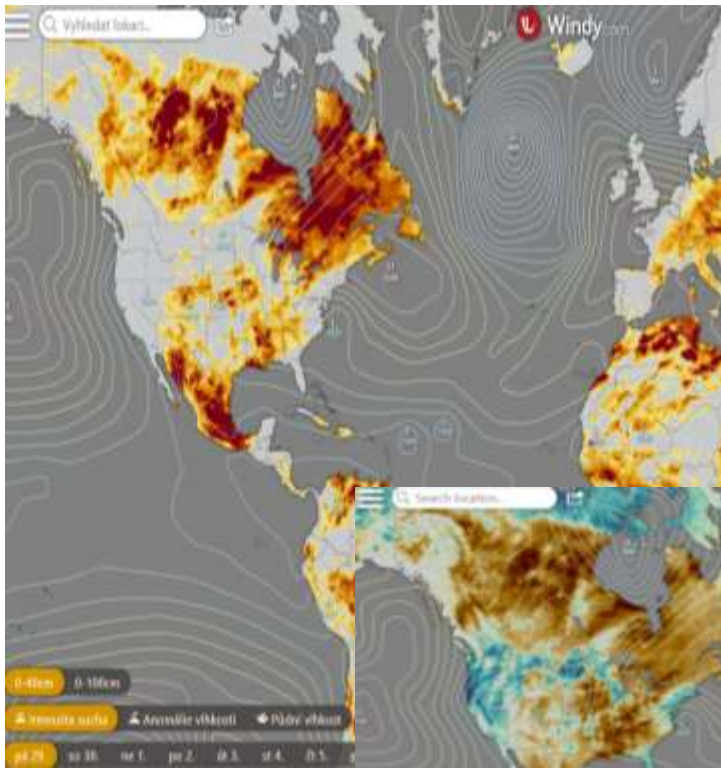 Vyhledat lokaci...
Windy.com
Search location...
0-40cm 0-100cm
Intenzita sucha Anomálie vlhkosti Půdní vlhkost
pá 29. so 30. ne 1. po 2. út 3. st 4. čt 5.